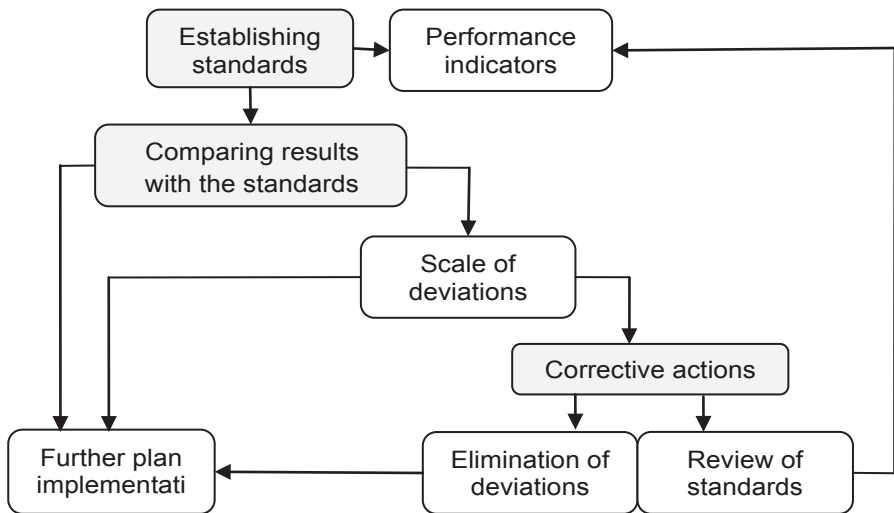 Establishing
standards
Performance
indicators
Comparing results
with the standards
Scale of
deviations
Corrective actions
Further plan
implementati
Elimination of
deviations
Review of
standards